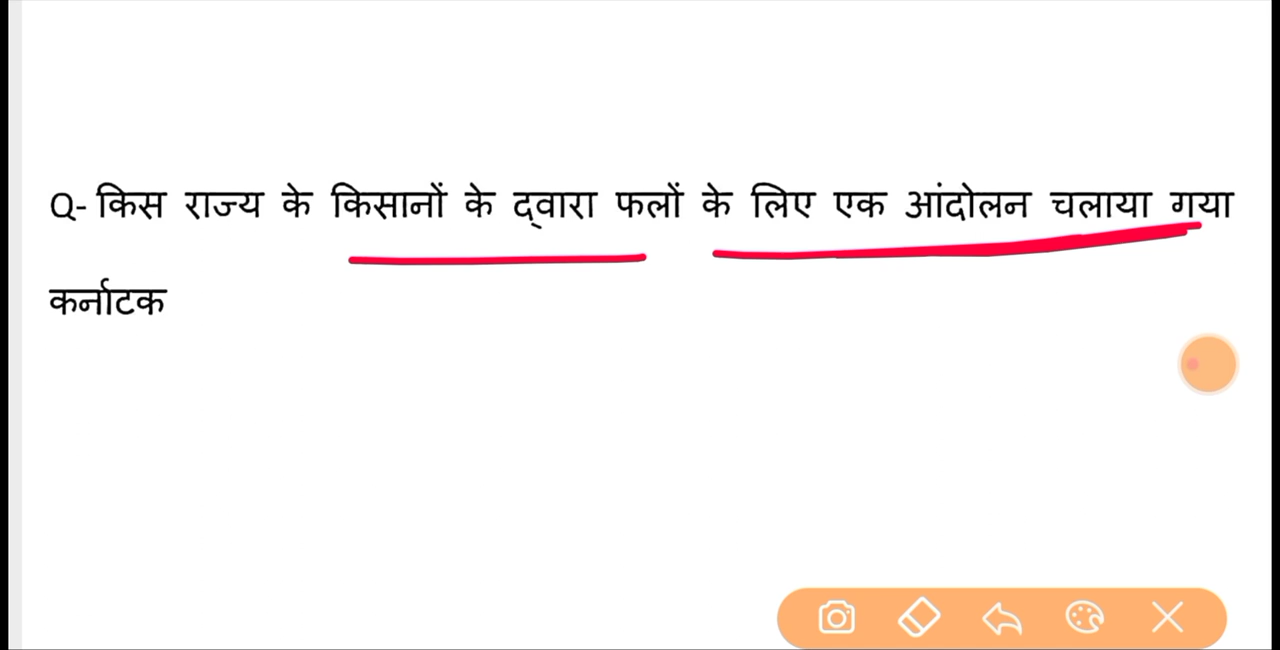 Q- किस राज्य के किसानों के द्वारा फलों के लिए एक आंदोलन चलाया गया
कर्नाटक